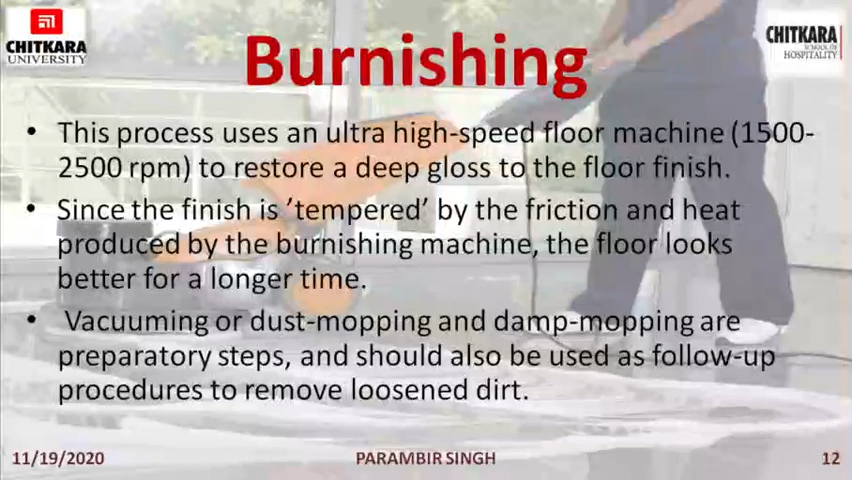 CHITKARA
UNIVERSITY
CHITKARA
SCHOOL OF
HOSPITALITY
Burnishing
• This process uses an ultra high-speed floor machine (1500-
2500 rpm) to restore a deep gloss to the floor finish.
• Since the finish is ’tempered’ by the friction and heat
produced by the burnishing machine, the floor looks
better for a longer time.
• Vacuuming or dust-mopping and damp-mopping are
preparatory steps, and should also be used as follow-up
procedures to remove loosened dirt.
11/19/2020
PARAMBIR SINGH
12